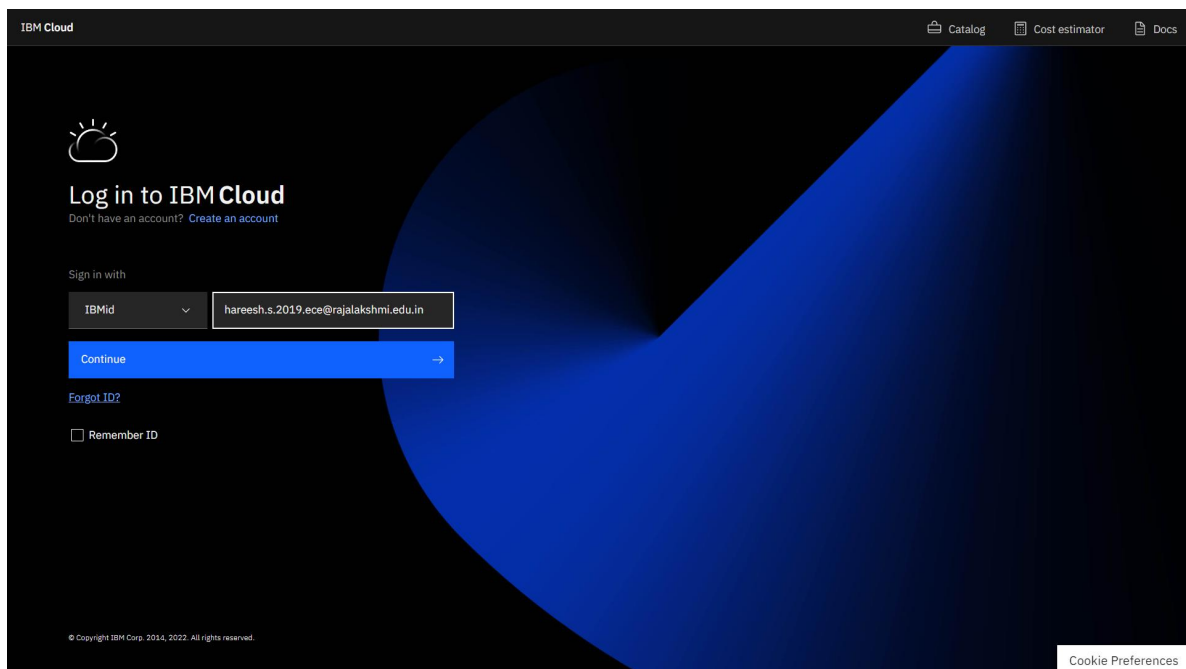 IBM Cloud
Catalog
Cost estimator
Docs
Log in to IBM Cloud
Don't have an account? Create an account
Sign in with
IBMid
hareesh.s.2019.ece@rajalakshmi.edu.in
Continue
Forgot ID?
Remember ID
© Copyright IBM Corp. 2014, 2022. All rights reserved.
Cookie Preferences